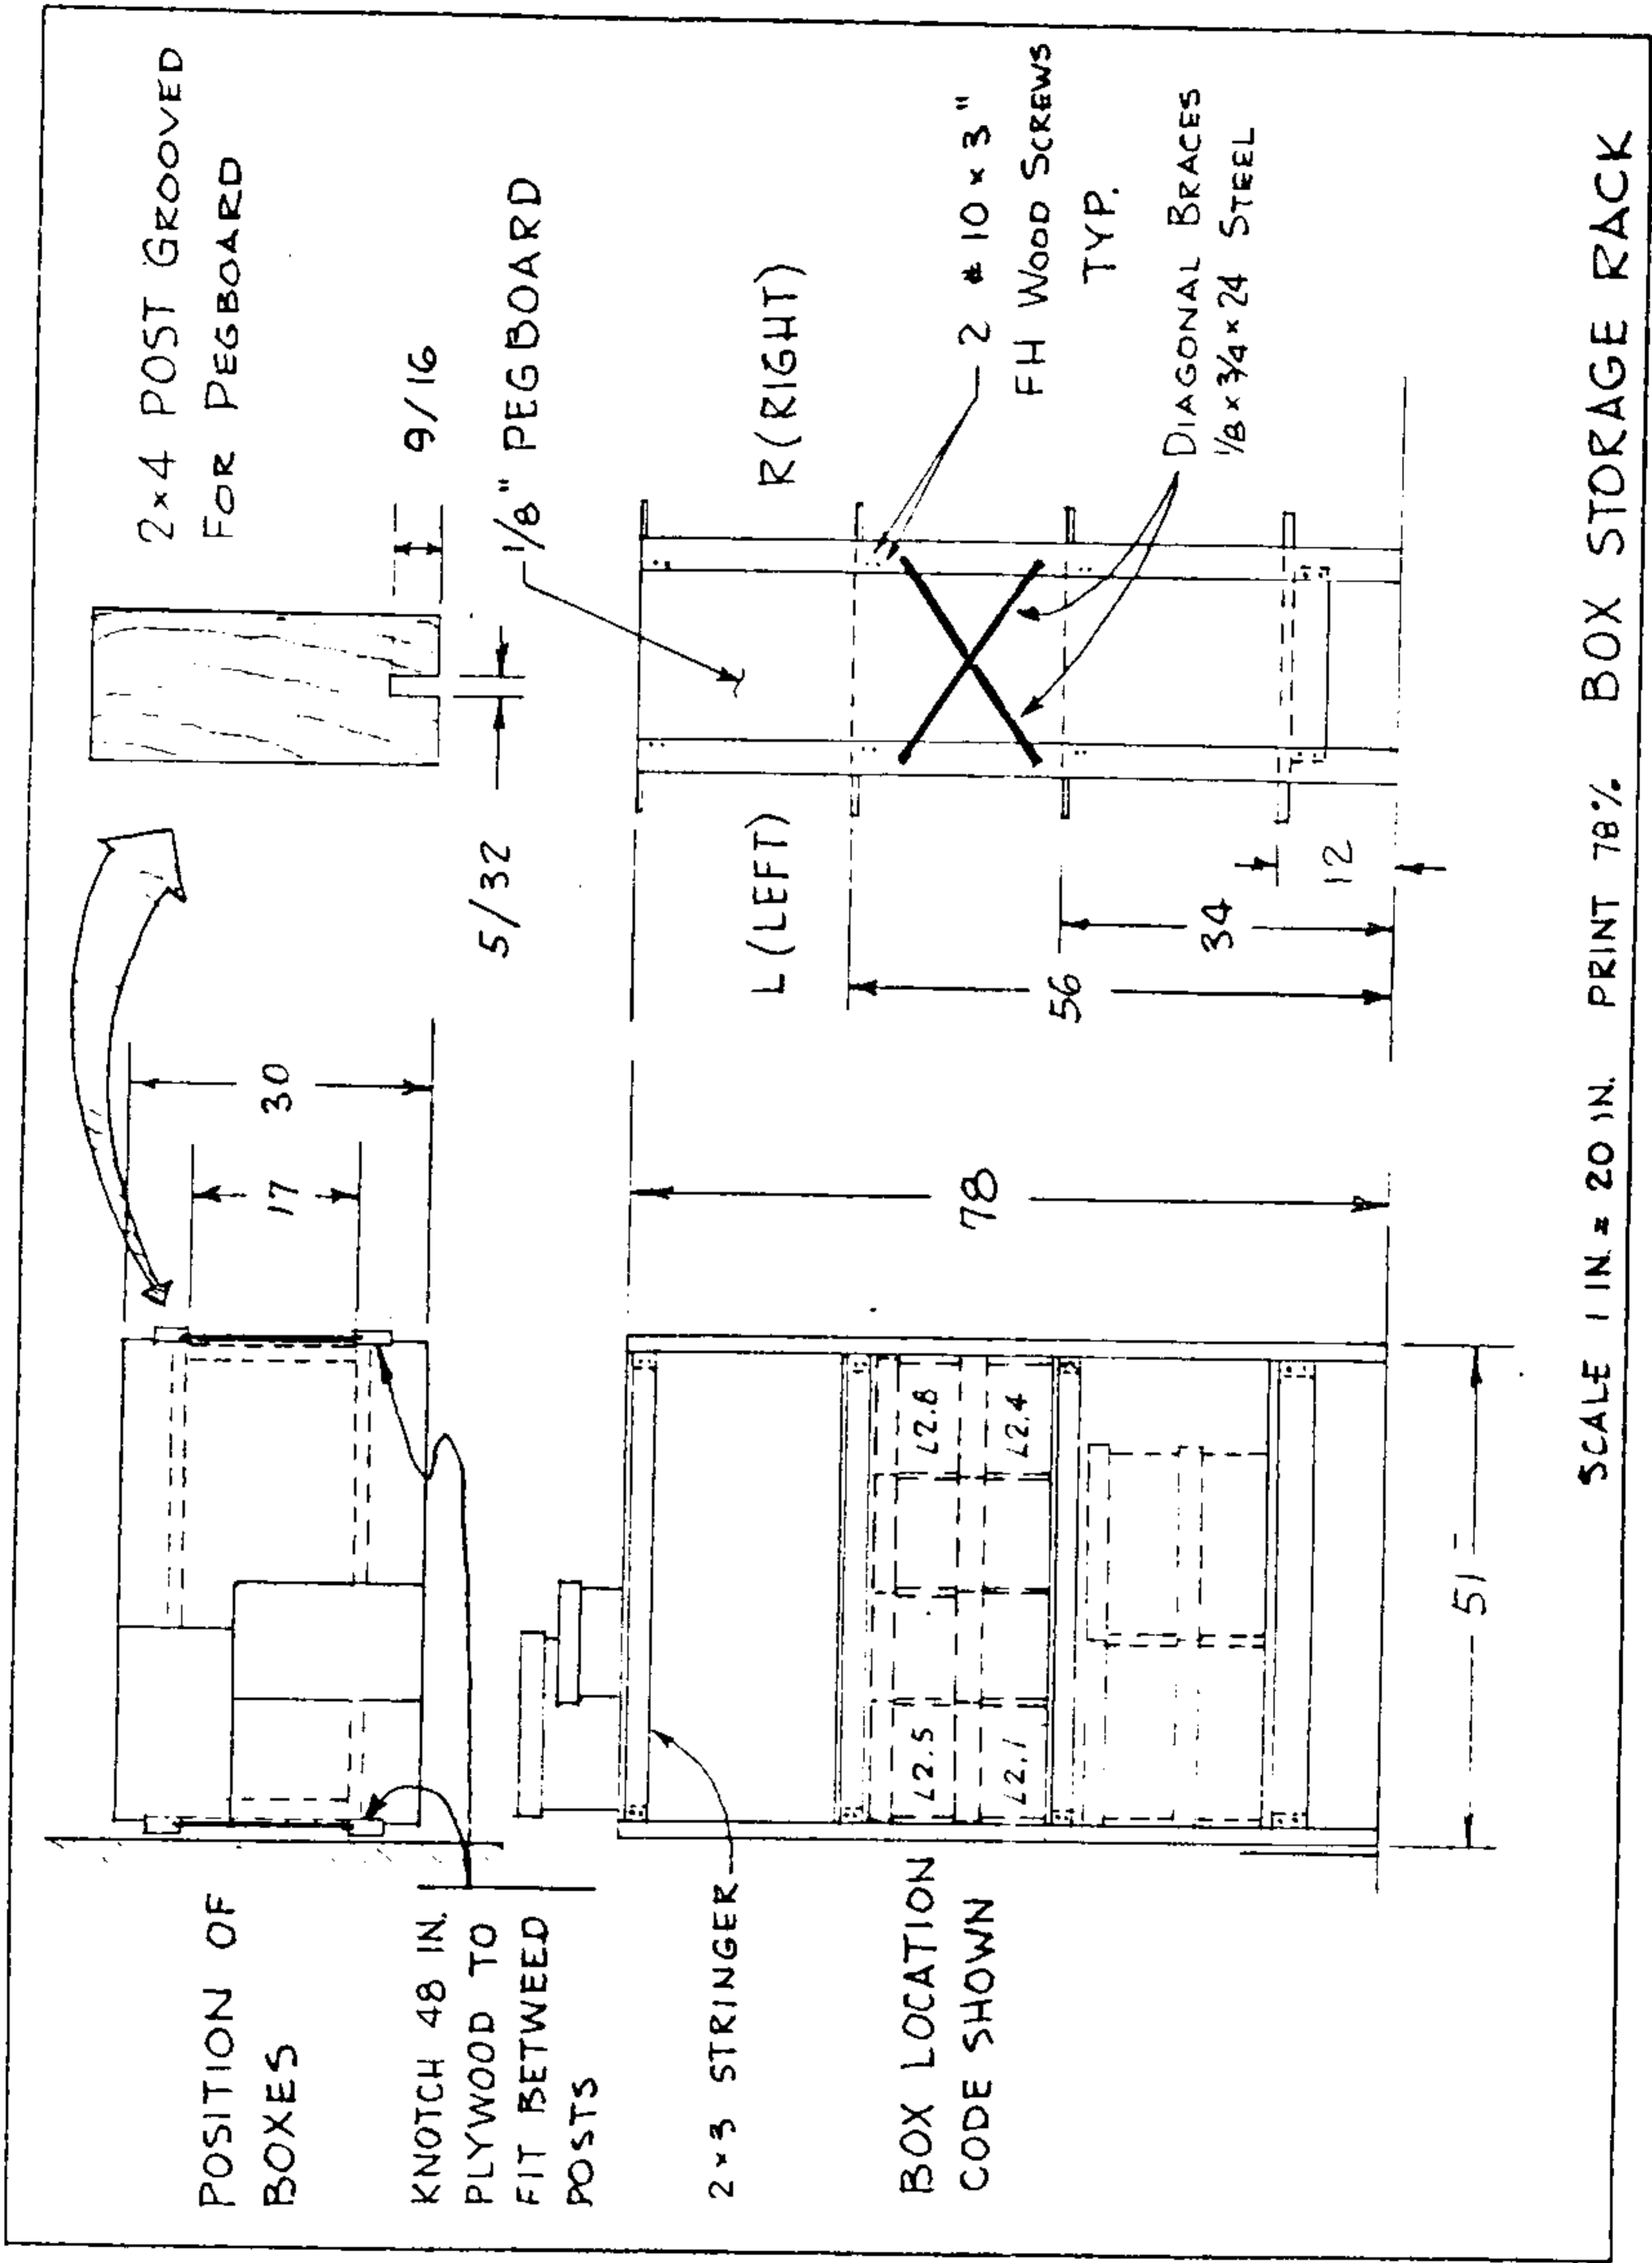 POSITION OF
BOXES
KNOTCH 48 IN.
PLYWOOD TO
FIT BETWEED
POSTS
2×3 STRINGER
BOX LOCATION
CODE SHOWN
30
17
2×4 POST GROOVED
FOR PEGBOARD
9/16
5/32
1/8" PEGBOARD
L (LEFT)
R (RIGHT)
2 #10 × 3"
FH WOOD SCREWS
TYP.
DIAGONAL BRACES
1/8 × 3/4 × 24 STEEL
L2.5
L2.8
L2.1
L2.4
78
56
34
12
51
SCALE 1 IN. = 20 IN. PRINT 78% BOX STORAGE RACK